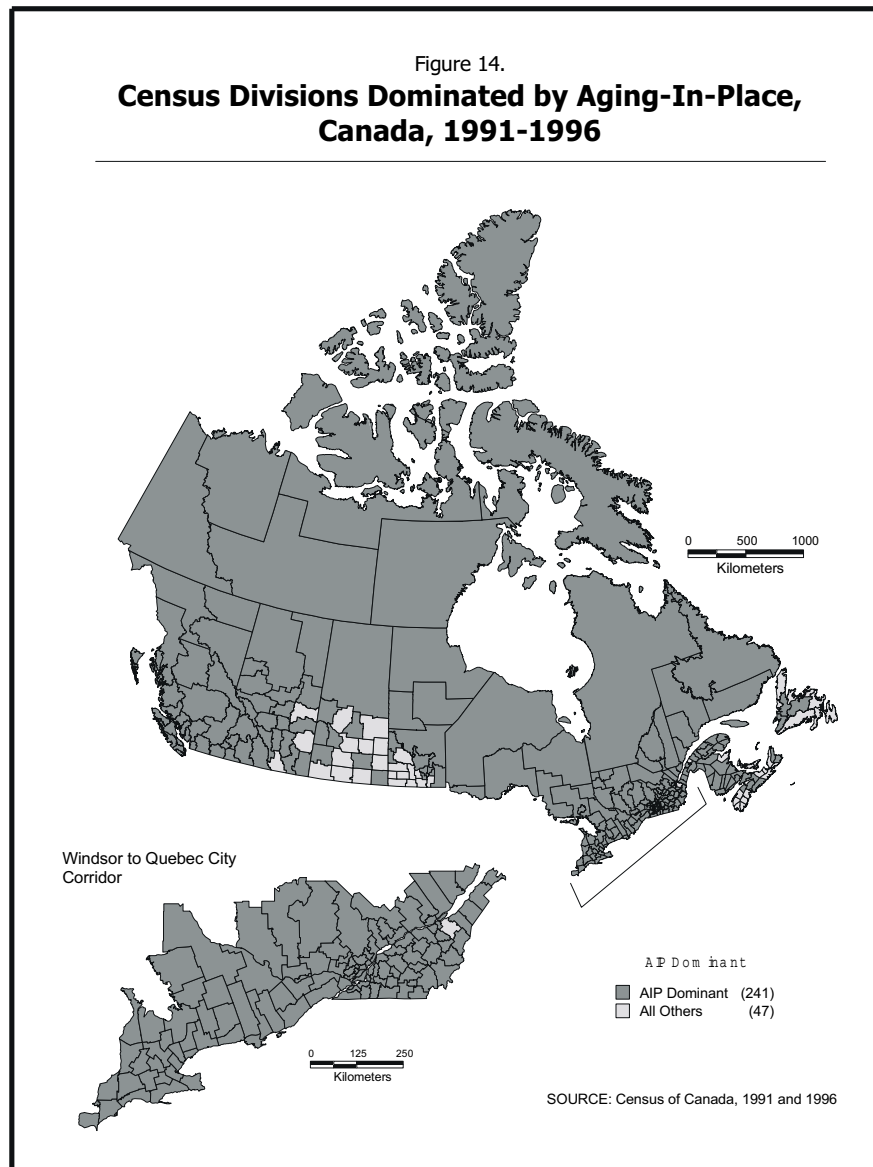 Figure 14.
Census Divisions Dominated by Aging-In-Place,
Canada, 1991-1996
0 500 1000
Kilometers
Windsor to Quebec City
Corridor
AIP Dominant
AIP Dominant (241)
All Others (47)
0 125 250
Kilometers
SOURCE: Census of Canada, 1991 and 1996